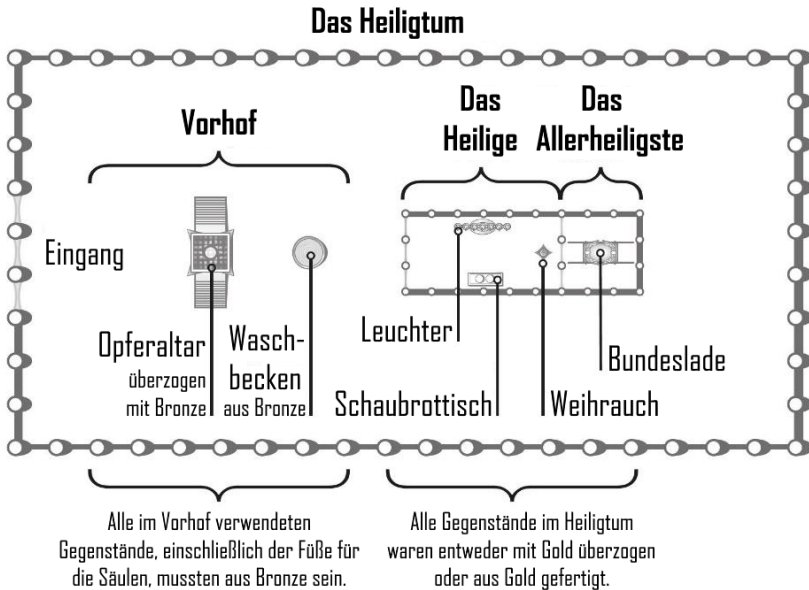 Das Heiligtum
Vorhof
Das
Heilige
Das
Allerheiligste
Eingang
Opferaltar
überzogen
mit Bronze
Wasch-
becken
aus Bronze
Leuchter
Schaubrottisch
Weihrauch
Bundeslade
Alle im Vorhof verwendeten
Gegenstände, einschließlich der Füße für
die Säulen, mussten aus Bronze sein.
Alle Gegenstände im Heiligtum
waren entweder mit Gold überzogen
oder aus Gold gefertigt.